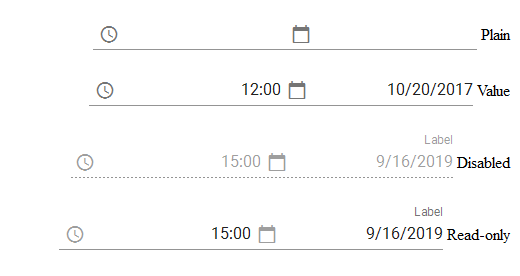 Plain
12:00 10/20/2017 Value
Label
15:00 9/16/2019 Disabled
Label
15:00 9/16/2019 Read-only